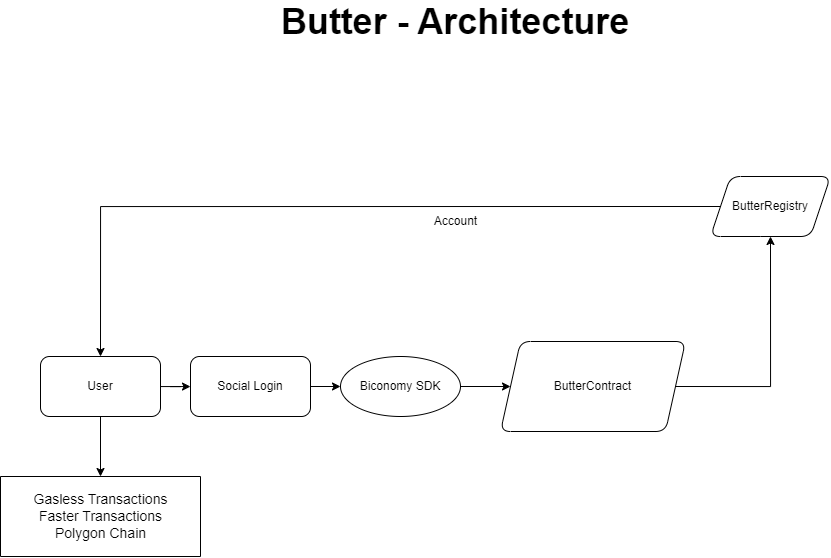 Butter - Architecture
ButterRegistry
Account
User
Social Login
Biconomy SDK
ButterContract
Gasless Transactions
Faster Transactions
Polygon Chain